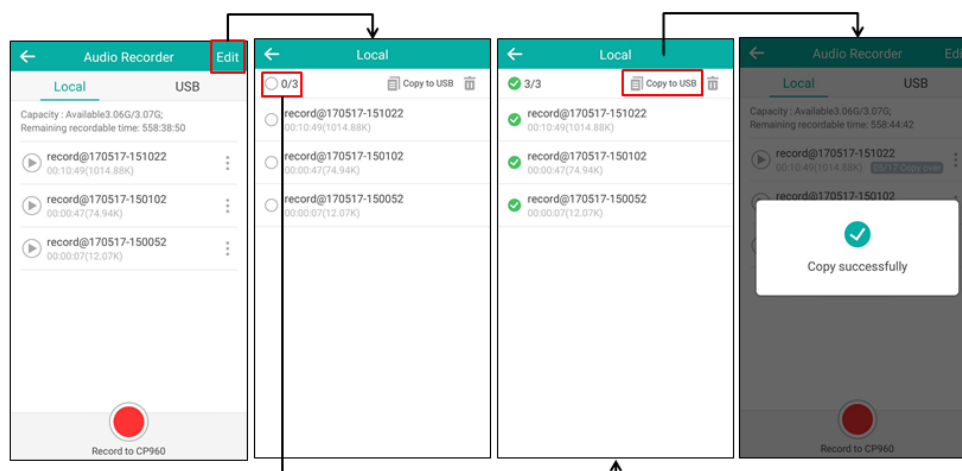 Audio Recorder
Edit
Local
USB
Capacity : Available3.06G/3.07G;
Remaining recordable time: 558:38:50
record@170517-151022
00:10:49(1014.88K)
record@170517-150102
00:00:47(74.94K)
record@170517-150052
00:00:07(12.07K)
Record to CP960
Local
0/3
Copy to USB
record@170517-151022
00:10:49(1014.88K)
record@170517-150102
00:00:47(74.94K)
record@170517-150052
00:00:07(12.07K)
Local
3/3
Copy to USB
record@170517-151022
00:10:49(1014.88K)
record@170517-150102
00:00:47(74.94K)
record@170517-150052
00:00:07(12.07K)
Audio Recorder
Edi
Local
USB
Capacity : Available3.06G/3.07G;
Remaining recordable time: 558:44:42
record@170517-151022
00:10:49(1014.88K)
05/17 Copy over
record@170517-150102
Copy successfully
Record to CP960